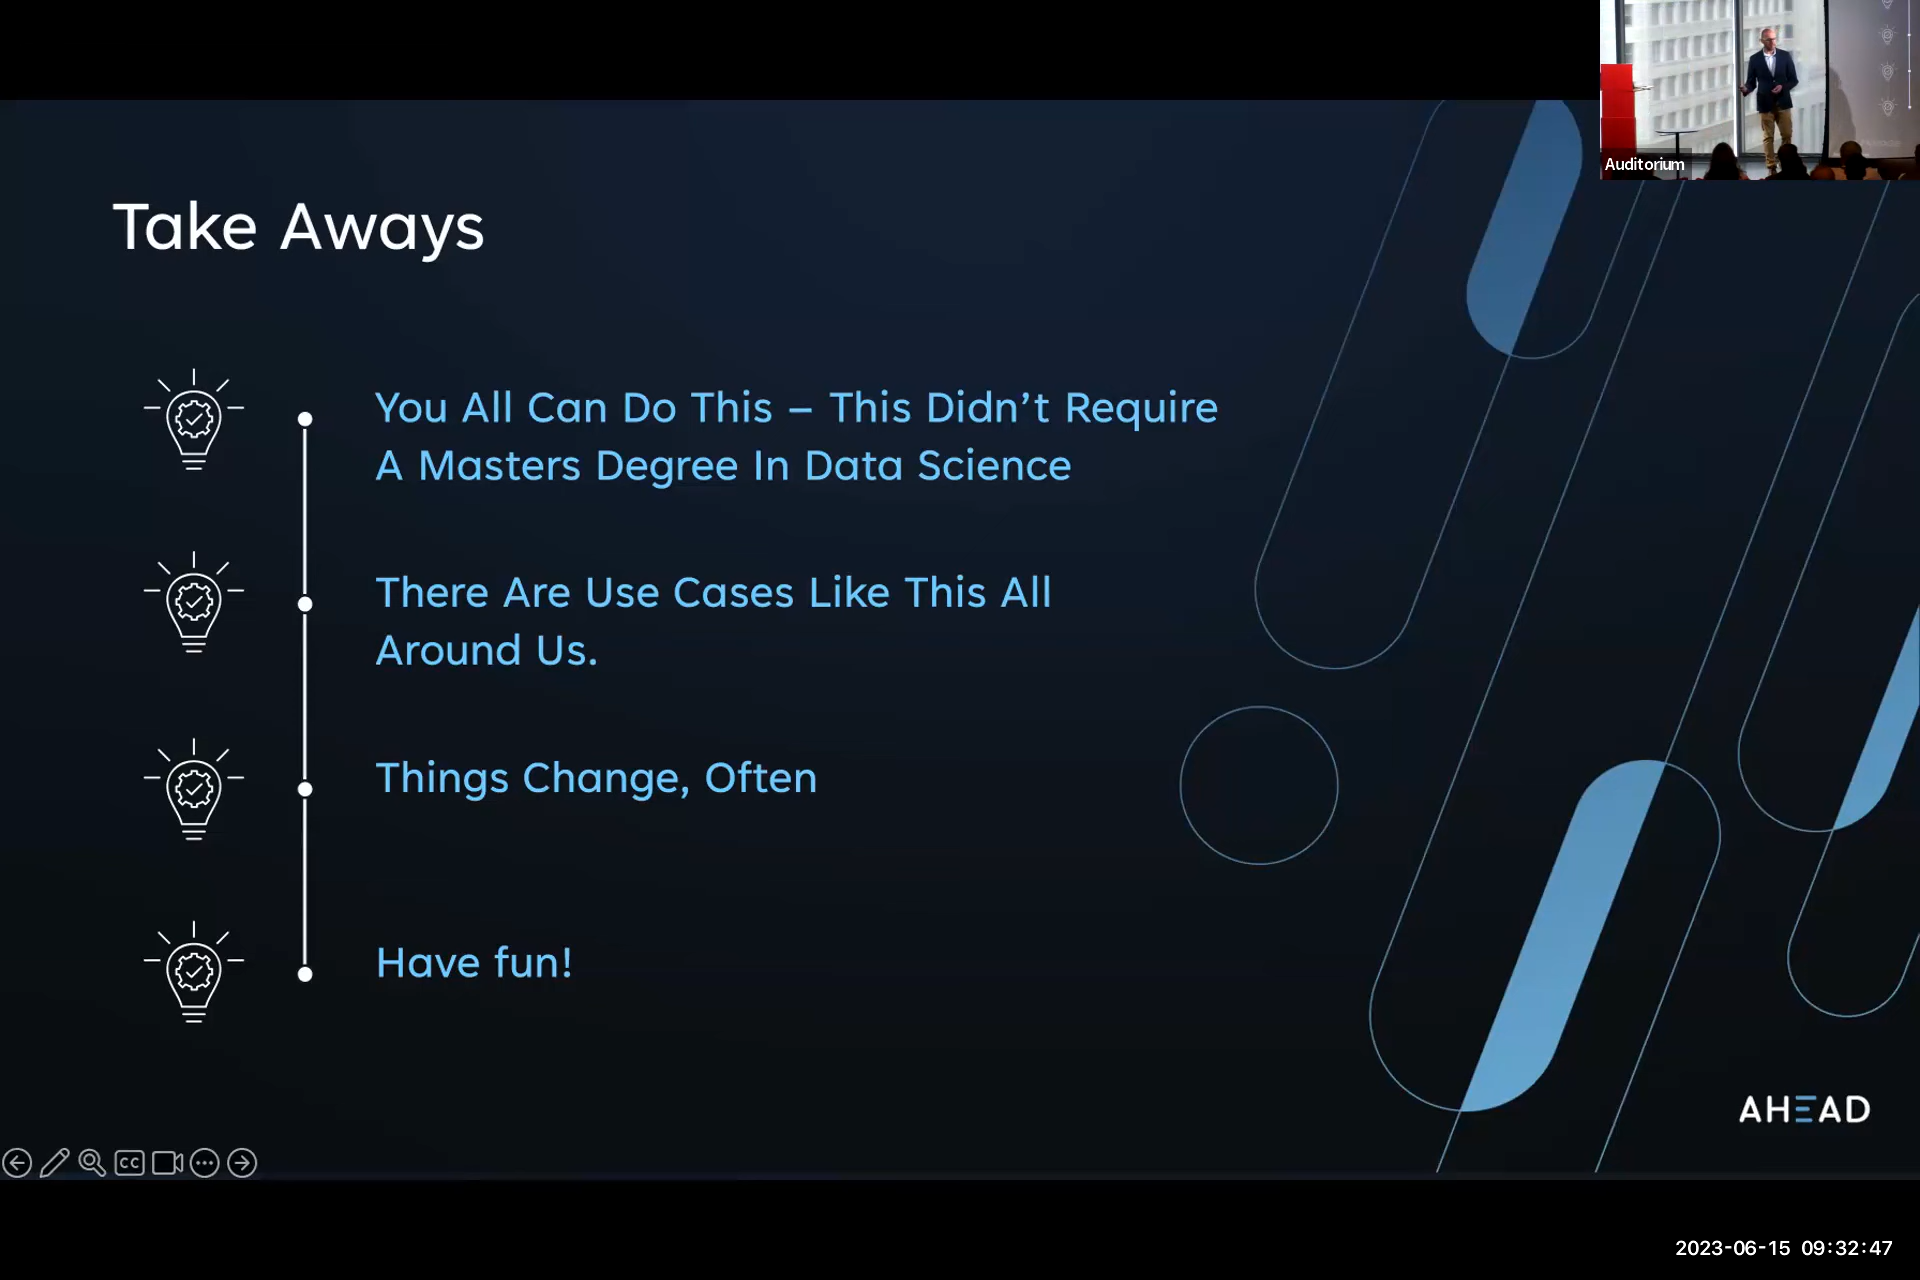 Auditorium
Take Aways
You All Can Do This – This Didn’t Require
A Masters Degree In Data Science
There Are Use Cases Like This All
Around Us.
Things Change, Often
Have fun!
AHEAD
CC
2023-06-15 09:32:47